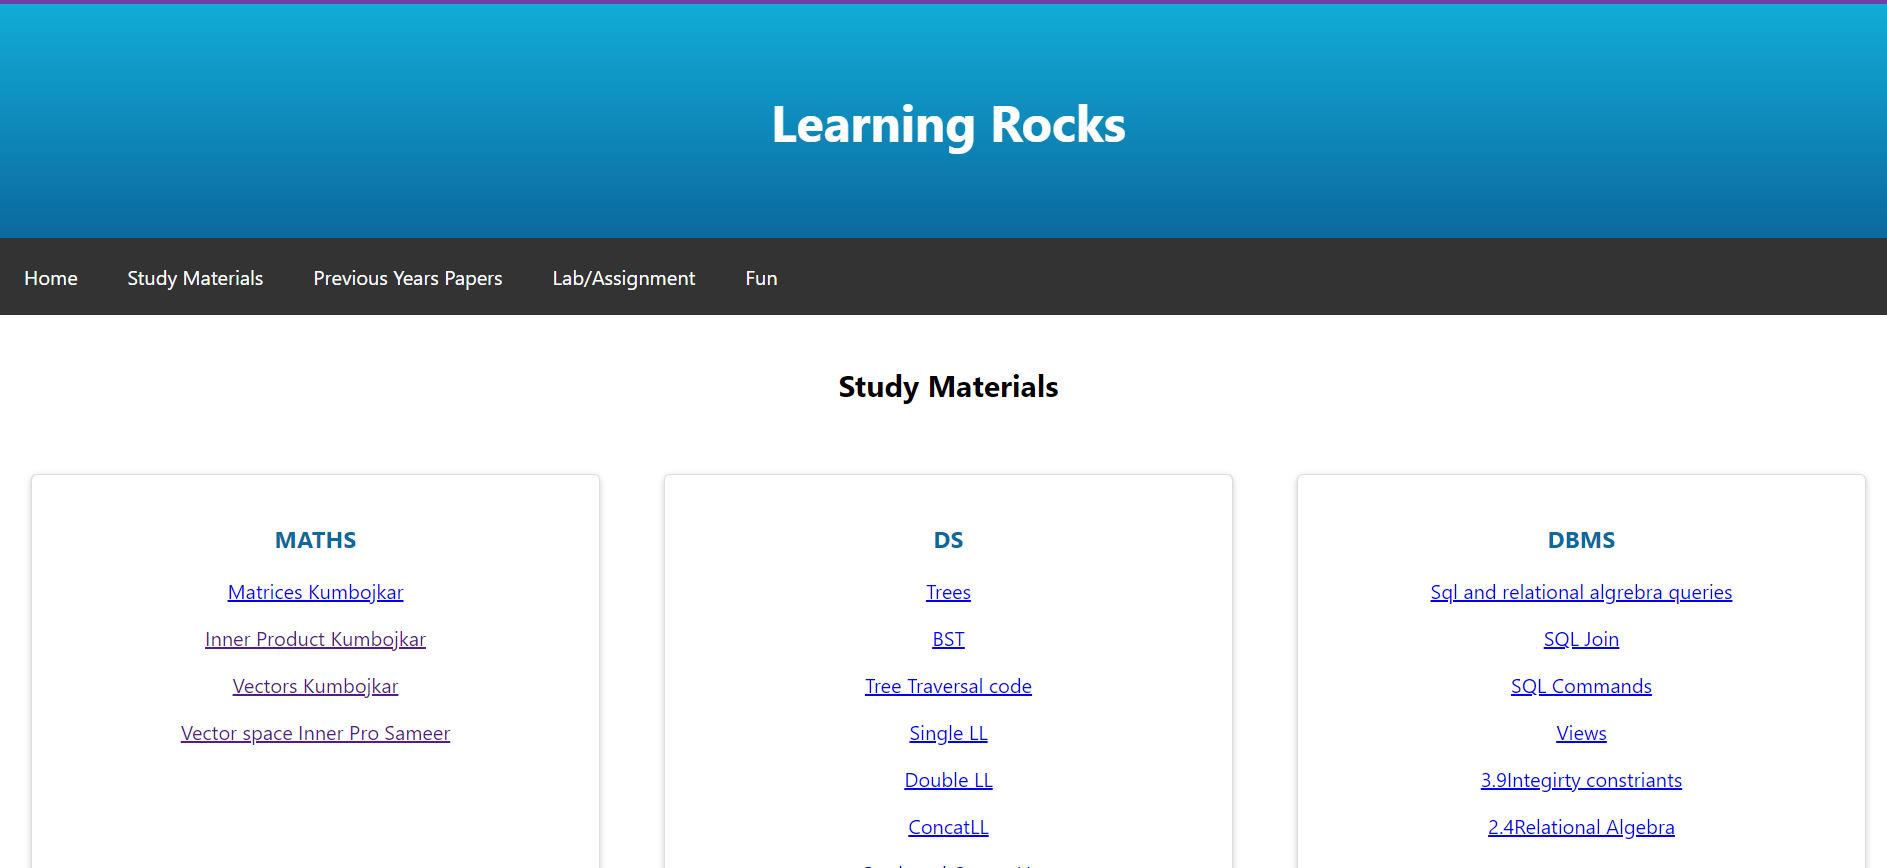 Learning Rocks
Home
Study Materials
Previous Years Papers
Lab/Assignment
Fun
Study Materials
MATHS
Matrices Kumbojkar
Inner Product Kumbojkar
Vectors Kumbojkar
Vector space Inner Pro Sameer
DS
Trees
BST
Tree Traversal code
Single LL
Double LL
ConcatLL
DBMS
Sql and relational algrebra queries
SQL Join
SQL Commands
Views
3.9Integirty constriants
2.4Relational Algebra